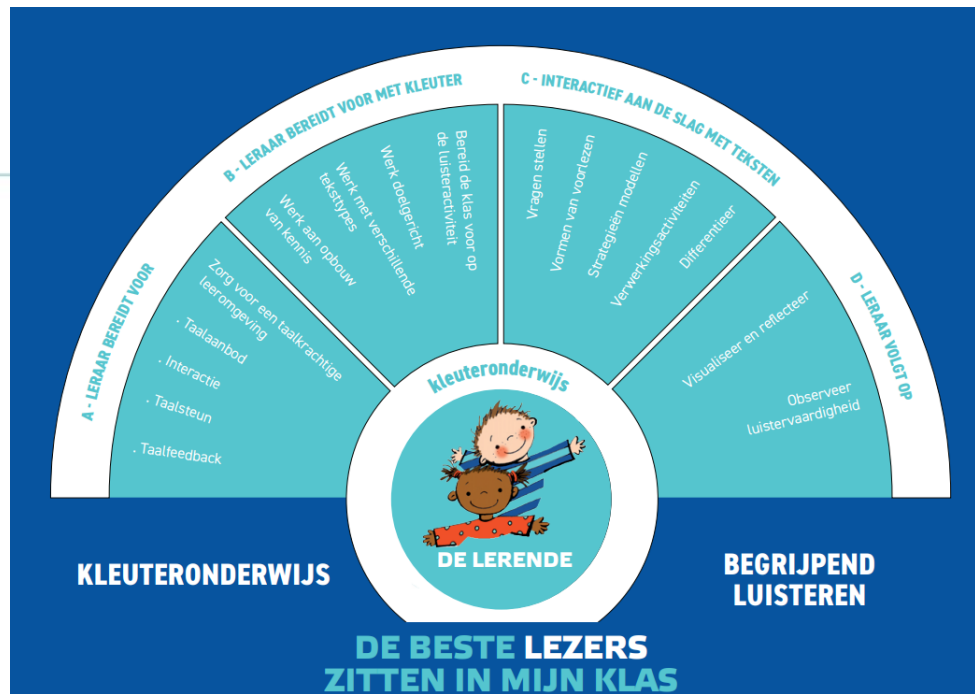 A - LERAAR BEREIDT VOOR
Zorg voor een taalkrachtige
leeromgeving
. Taalaanbod
. Interactie
. Taalsteun
. Taalfeedback
B - LERAAR BEREIDT VOOR MET KLEUTER
Werk aan opbouw
van kennis
Werk met verschillende
teksttypes
Werk doelgericht
Bereid de klas voor op
de luisteractiviteit
C - INTERACTIEF AAN DE SLAG MET TEKSTEN
Vragen stellen
Vormen van voorlezen
Strategieën modellen
Verwerkingsactiviteiten
Differentieer
D - LERAAR VOLGT OP
Visualiseer en reflecteer
Observeer
luistervaardigheid
kleuteronderwijs
DE LERENDE
KLEUTERONDERWIJS
BEGRIJPEND
LUISTEREN
DE BESTE LEZERS
ZITTEN IN MIJN KLAS